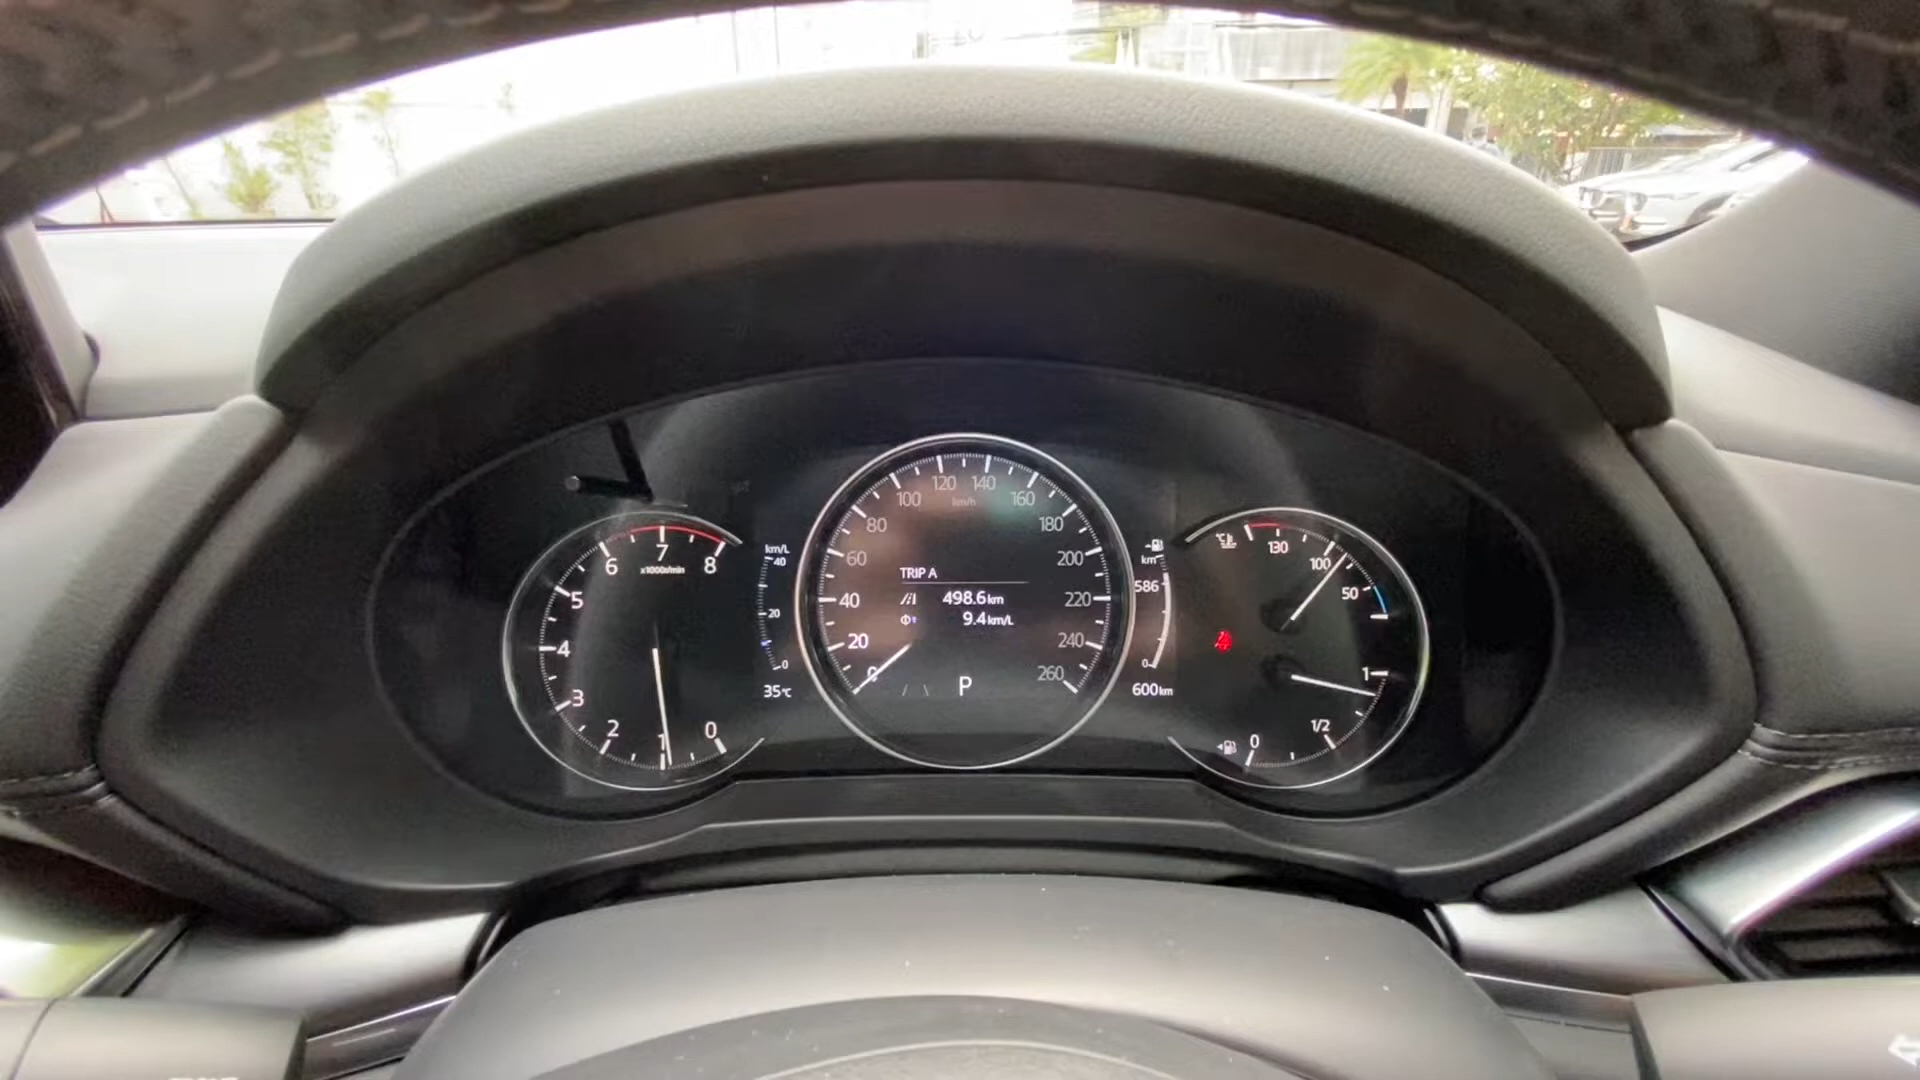 6 7 8
x1000r/min
5
4
3
2 1 0
km/L
40
20
0
35°C
100 120 140 160
km/h
80 180
60 200
40 220
20 240
0 260
TRIP A
498.6 km
9.4 km/L
P
km
586
0
600 km
°C
130
100
50
1
1/2
0